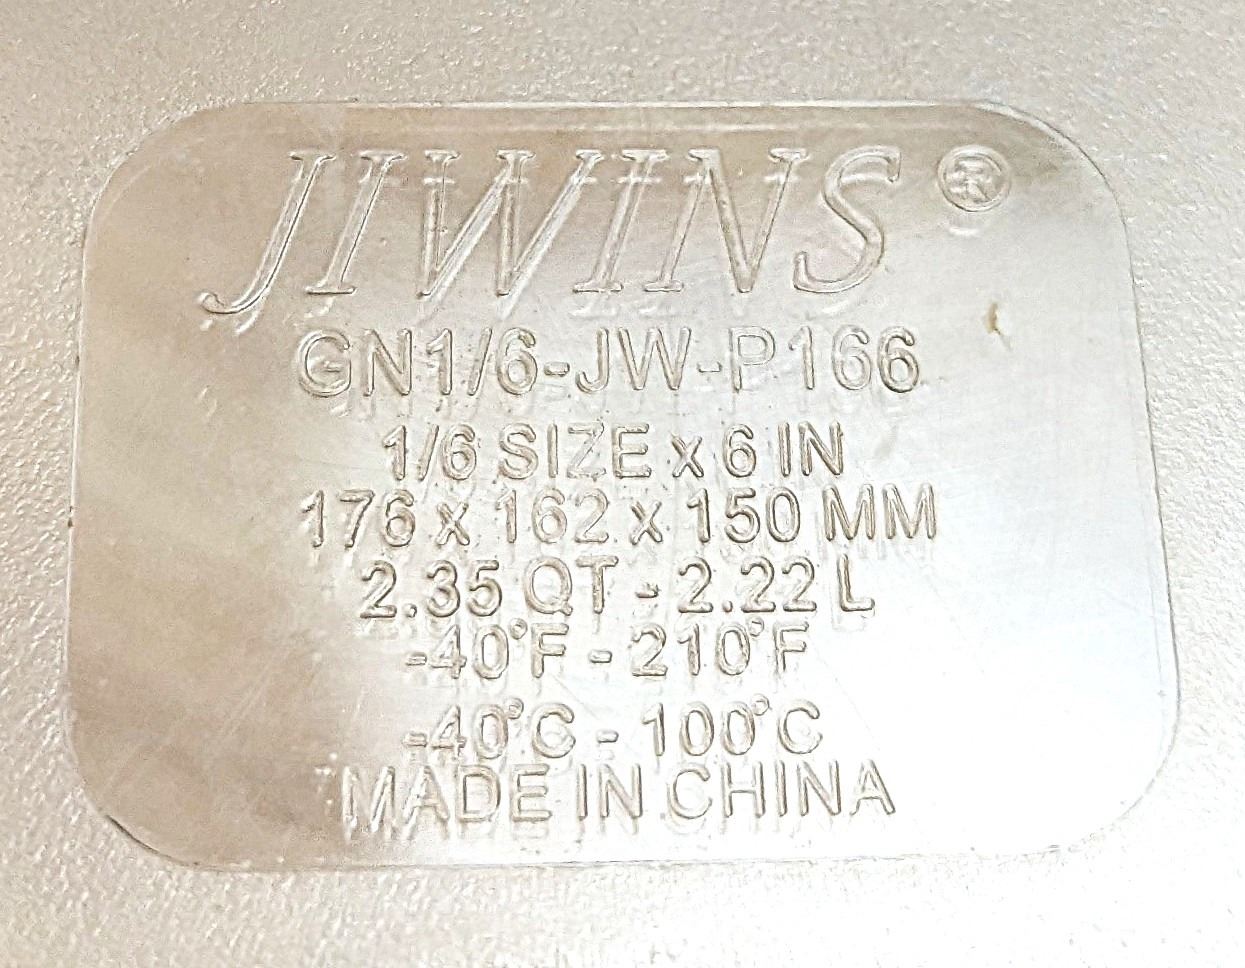 JIWINS®
GN1/6-JW-P166
1/6 SIZE x 6 IN
176 x 162 x 150 MM
2.35 QT - 2.22 L
-40°F - 210°F
-40°C - 100°C
MADE IN CHINA